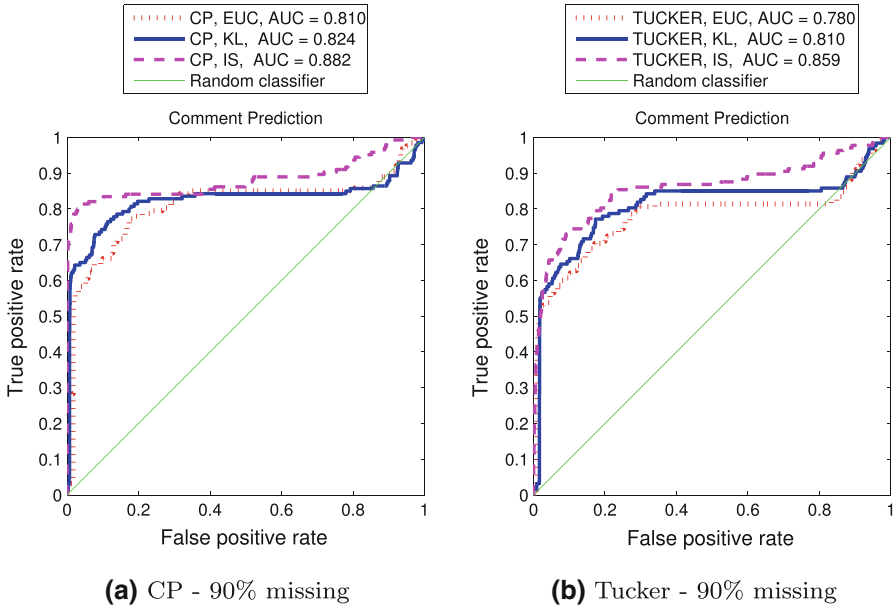 CP, EUC, AUC = 0.810
CP, KL, AUC = 0.824
CP, IS, AUC = 0.882
Random classifier
Comment Prediction
1
0.9
0.8
0.7
0.6
0.5
0.4
0.3
0.2
0.1
0
True positive rate
0 0.2 0.4 0.6 0.8 1
False positive rate
(a) CP - 90% missing
TUCKER, EUC, AUC = 0.780
TUCKER, KL, AUC = 0.810
TUCKER, IS, AUC = 0.859
Random classifier
Comment Prediction
1
0.9
0.8
0.7
0.6
0.5
0.4
0.3
0.2
0.1
0
True positive rate
0 0.2 0.4 0.6 0.8 1
False positive rate
(b) Tucker - 90% missing